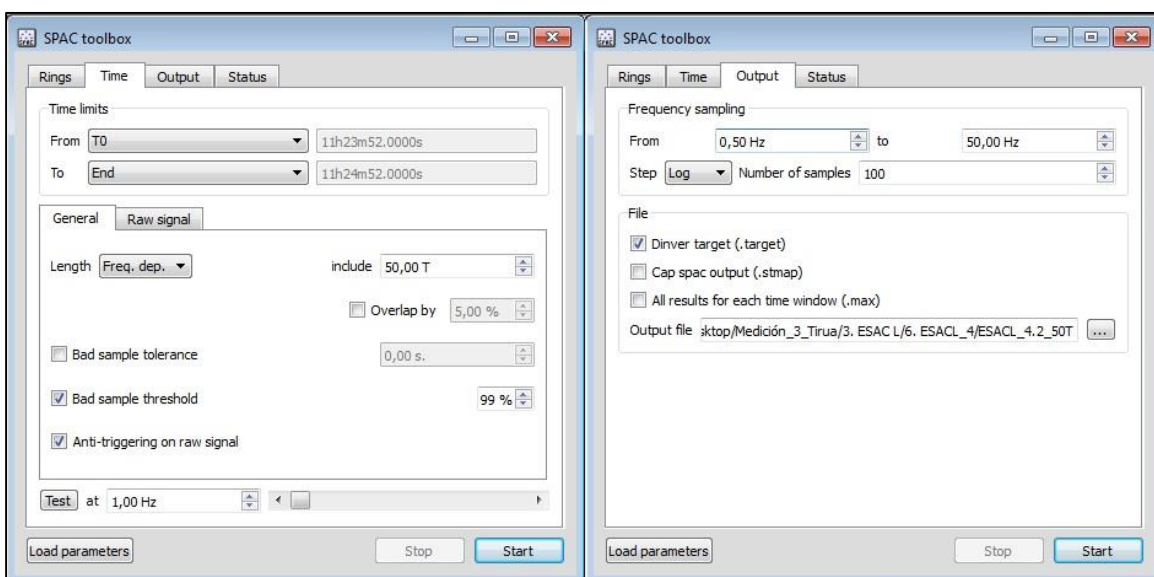 SPAC toolbox
Rings Time Output Status
Time limits
From T0 11h23m52.0000s
To End 11h24m52.0000s
General Raw signal
Length Freq. dep. include 50,00 T
Overlap by 5,00 %
Bad sample tolerance 0,00 s.
Bad sample threshold 99 %
Anti-triggering on raw signal
Test at 1,00 Hz
Load parameters Stop Start
SPAC toolbox
Rings Time Output Status
Frequency sampling
From 0,50 Hz to 50,00 Hz
Step Log Number of samples 100
File
Dinver target (.target)
Cap spac output (.stmap)
All results for each time window (.max)
Output file sktop/Medición_3_Tirua/3. ESAC L/6. ESACL_4/ESACL_4.2_50T ...
Load parameters Stop Start